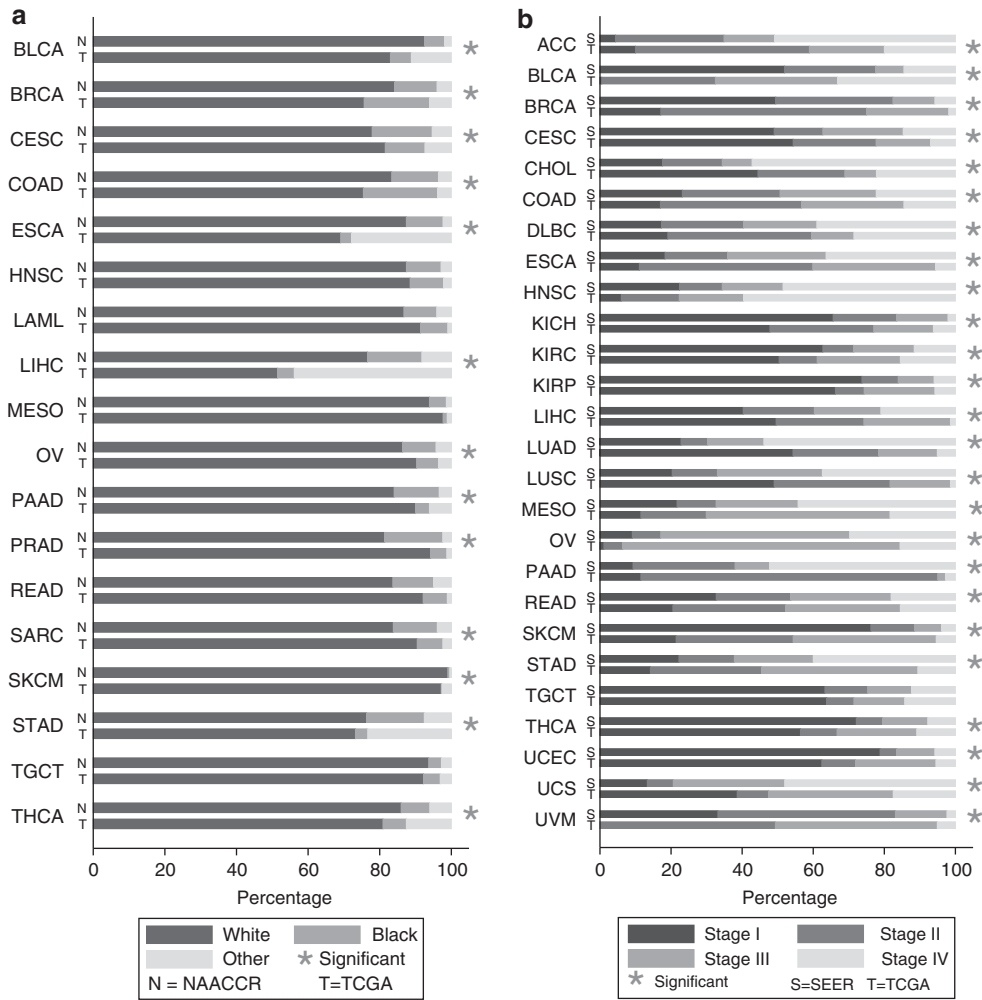 a
BLCA N *
T
BRCA N *
T
CESC N *
T
COAD N *
T
ESCA N *
T
HNSC N
T
LAML N
T
LIHC N *
T
MESO N
T
OV N *
T
PAAD N *
T
PRAD N *
T
READ N
T
SARC N *
T
SKCM N *
T
STAD N *
T
TGCT N
T
THCA N *
T
0 20 40 60 80 100
Percentage
White Black
Other * Significant
N = NAACCR T=TCGA
b
ACC S *
T
BLCA S *
T
BRCA S *
T
CESC S *
T
CHOL S *
T
COAD S *
T
DLBC S *
T
ESCA S *
T
HNSC S *
T
KICH S *
T
KIRC S *
T
KIRP S *
T
LIHC S *
T
LUAD S *
T
LUSC S *
T
MESO S *
T
OV S *
T
PAAD S *
T
READ S *
T
SKCM S *
T
STAD S *
T
TGCT S
T
THCA S *
T
UCEC S *
T
UCS S *
T
UVM S *
T
0 20 40 60 80 100
Percentage
Stage I Stage II
Stage III Stage IV
* Significant S=SEER T=TCGA